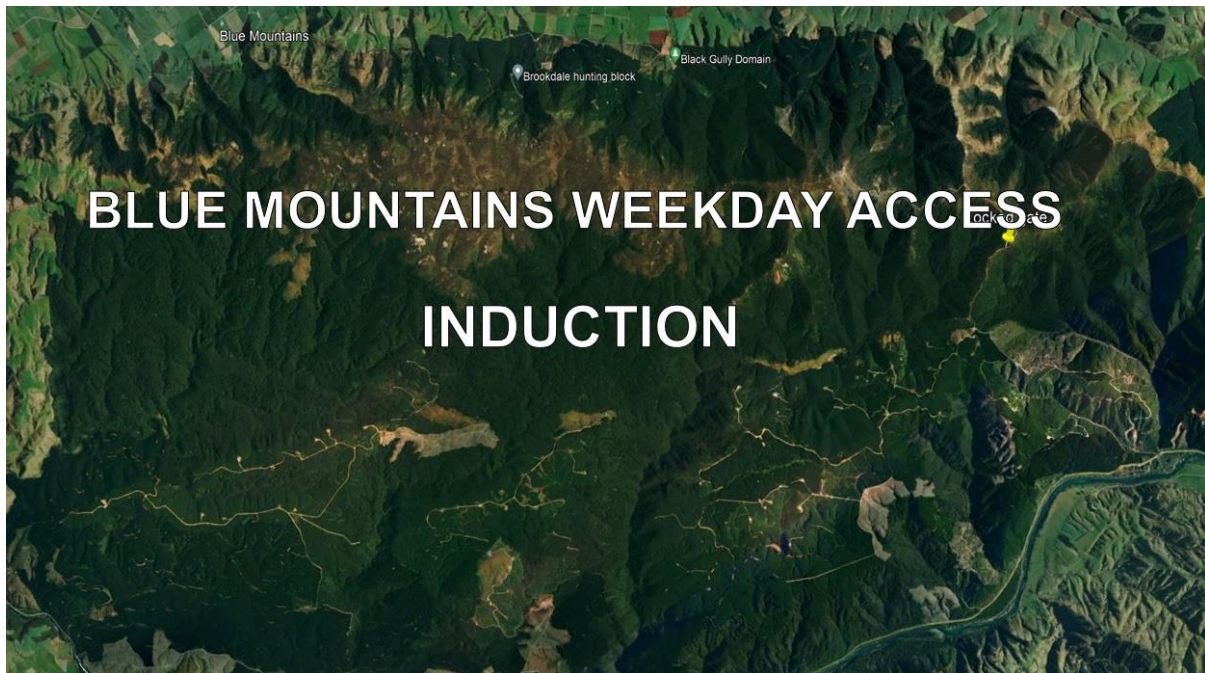 Blue Mountains
Black Gully Domain
Brookdale hunting block
BLUE MOUNTAINS WEEKDAY ACCESS
INDUCTION